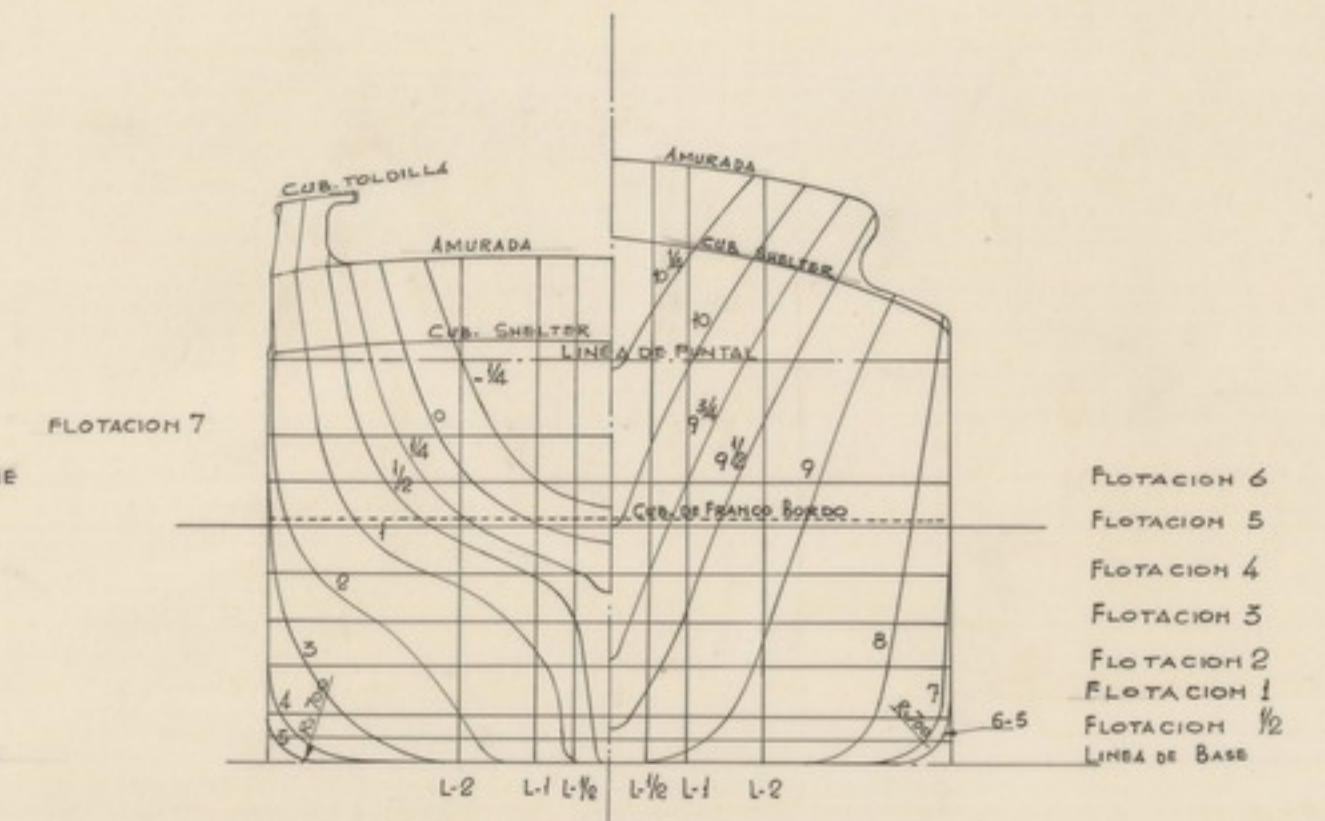 CUB. TOLDILLA
AMURADA
AMURADA
CUB. SHELTER
10 ½
10
CUB. SHELTER
LINEA DE PUNTAL
-¼
0
¼
½
9 ¾
9 ½
9
FLOTACION 7
FLOTACION 6
CUB. DE FRANCO BORDO
FLOTACION 5
1
FLOTACION 4
2
FLOTACION 3
3
8
FLOTACION 2
4
7
FLOTACION 1
5
6-5
FLOTACION ½
LINEA DE BASE
L-2 L-1 L-½ L-½ L-1 L-2